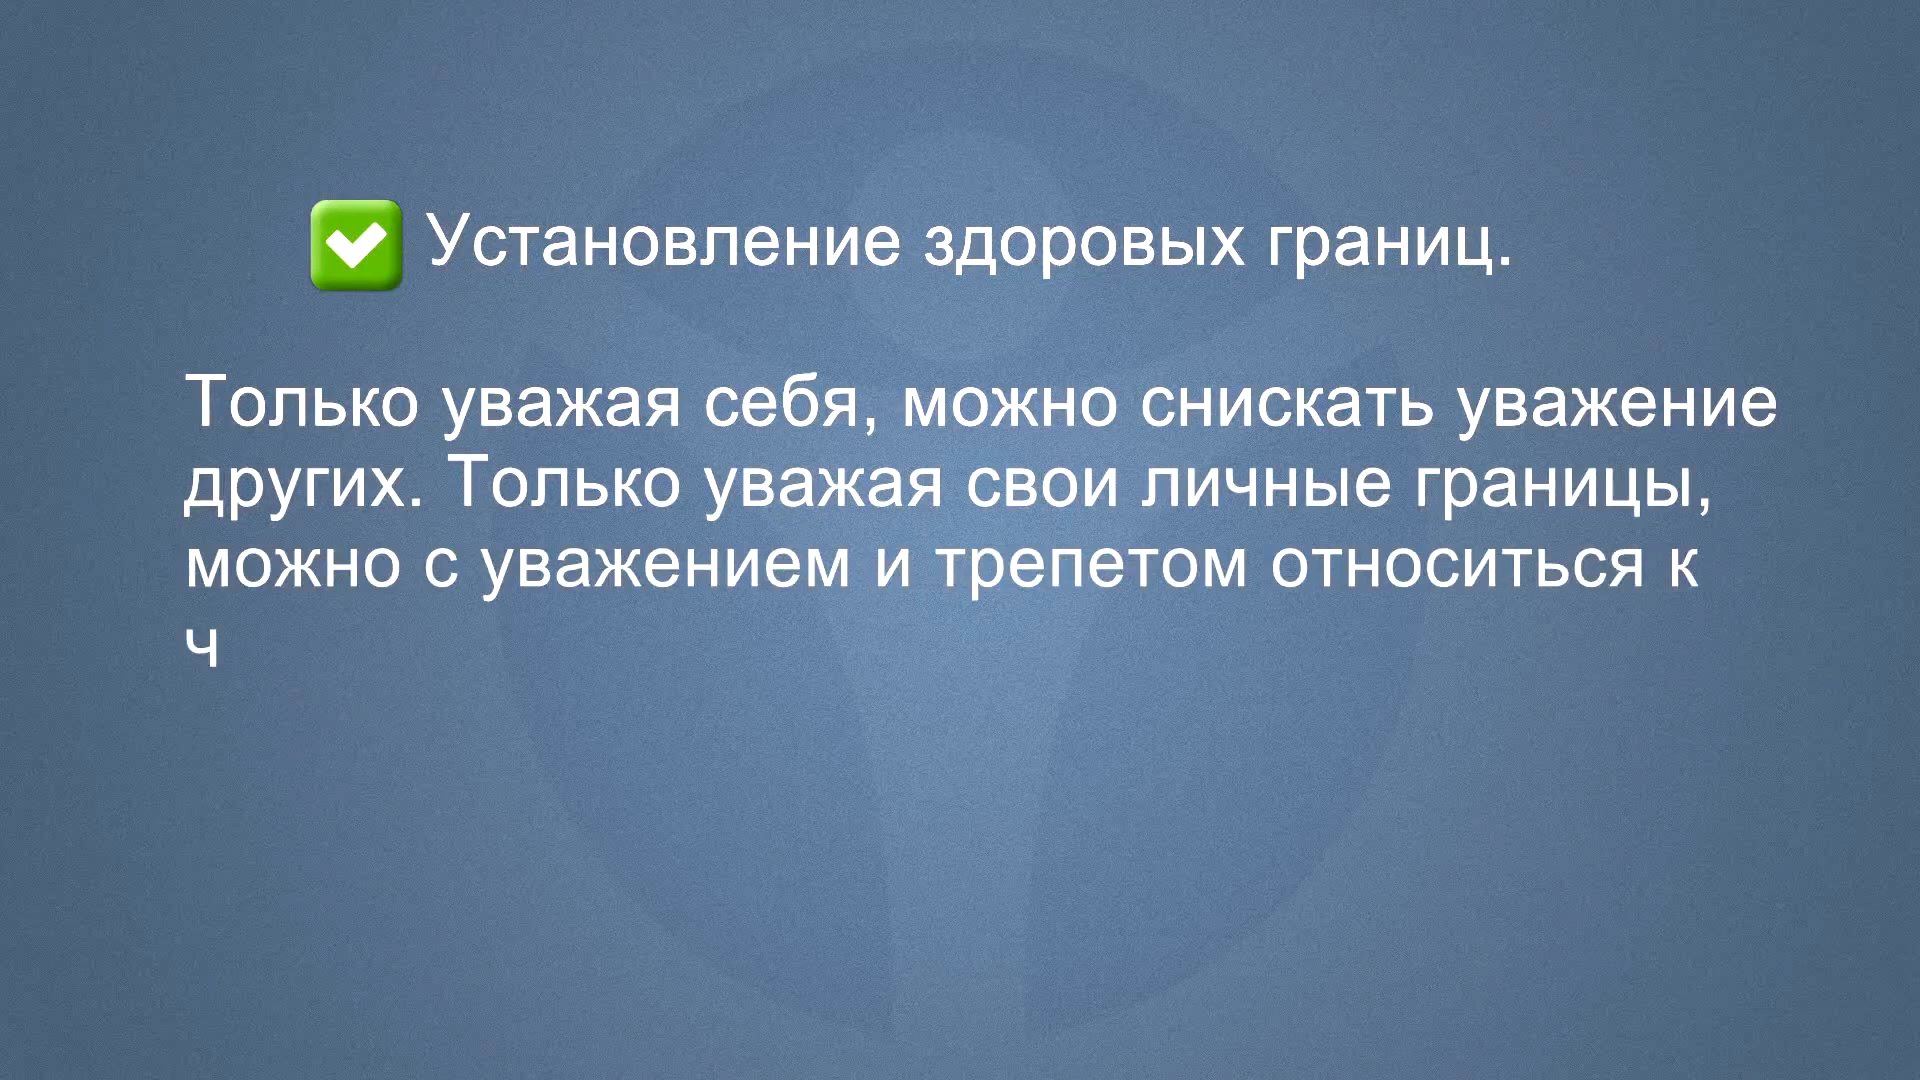 ✅ Установление здоровых границ.
Только уважая себя, можно снискать уважение
других. Только уважая свои личные границы,
можно с уважением и трепетом относиться к
ч